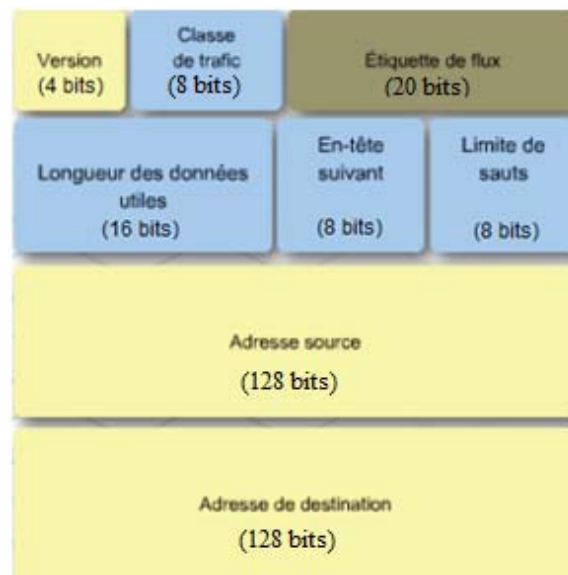 Version
(4 bits)
Classe
de trafic
(8 bits)
Étiquette de flux
(20 bits)
Longueur des données
utiles
(16 bits)
En-tête
suivant
(8 bits)
Limite de
sauts
(8 bits)
Adresse source
(128 bits)
Adresse de destination
(128 bits)